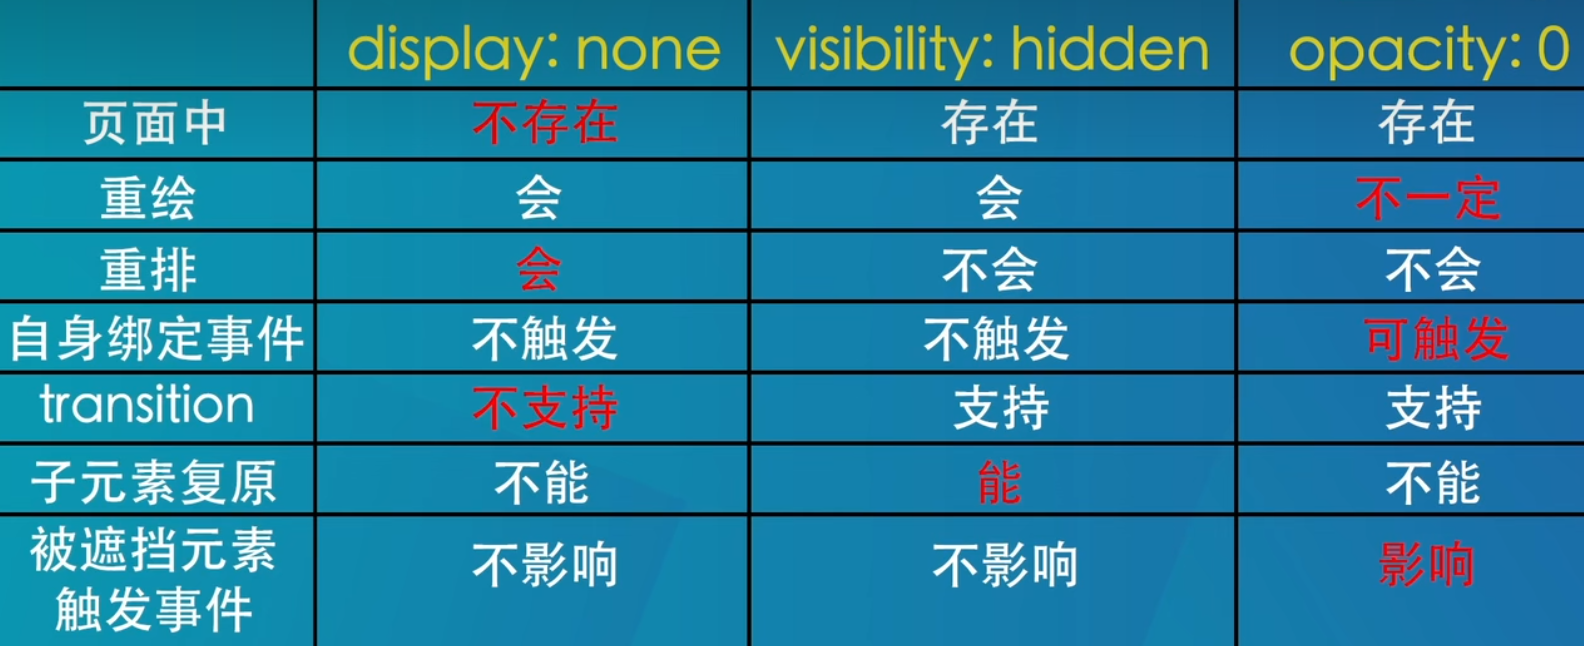 display: none visibility: hidden opacity: 0
页面中 不存在 存在 存在
重绘 会 会 不一定
重排 会 不会 不会
自身绑定事件 不触发 不触发 可触发
transition 不支持 支持 支持
子元素复原 不能 能 不能
被遮挡元素
触发事件 不影响 不影响 影响